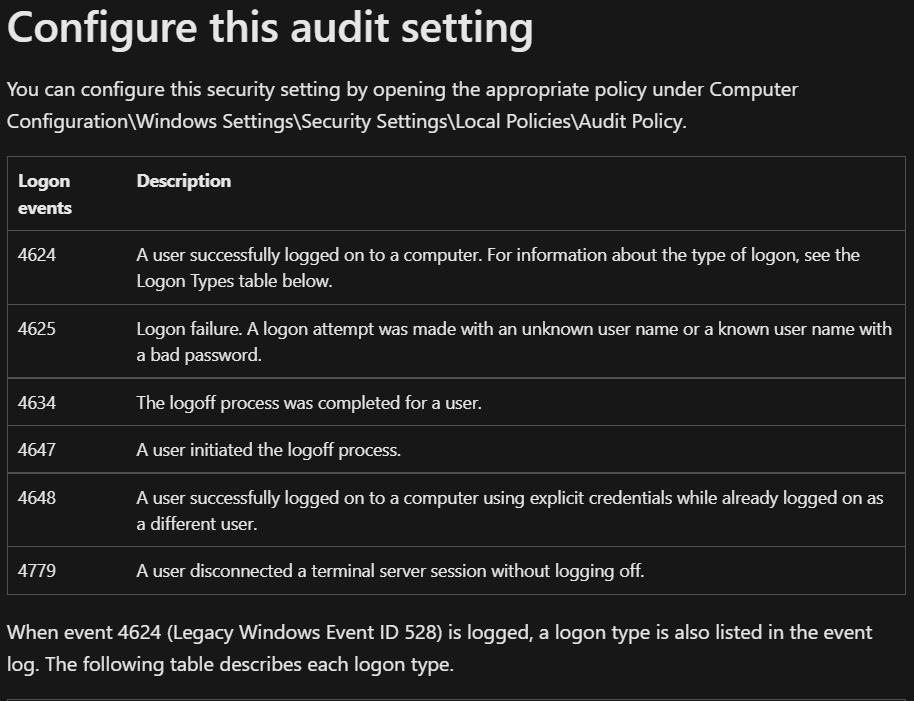 Configure this audit setting
You can configure this security setting by opening the appropriate policy under Computer
Configuration\Windows Settings\Security Settings\Local Policies\Audit Policy.
Logon events
Description
4624
A user successfully logged on to a computer. For information about the type of logon, see the
Logon Types table below.
4625
Logon failure. A logon attempt was made with an unknown user name or a known user name with
a bad password.
4634
The logoff process was completed for a user.
4647
A user initiated the logoff process.
4648
A user successfully logged on to a computer using explicit credentials while already logged on as
a different user.
4779
A user disconnected a terminal server session without logging off.
When event 4624 (Legacy Windows Event ID 528) is logged, a logon type is also listed in the event
log. The following table describes each logon type.